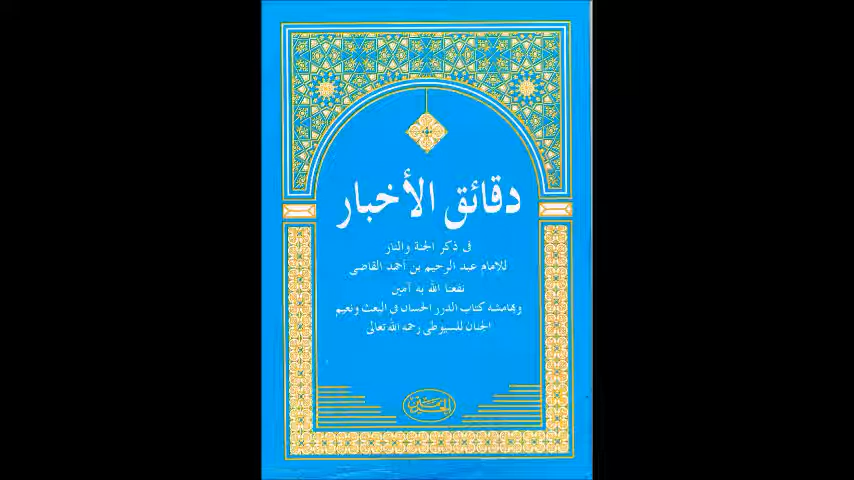 دقائق الأخبار
فى ذكر الجنة والنار
للامام عبد الرحيم بن أحمد القاضى
نفعنا الله به آمين
وبهامشه كتاب الدرر الحسان فى البعث ونعيم
الجنان للسيوطى رحمه الله تعالى
الحرمين